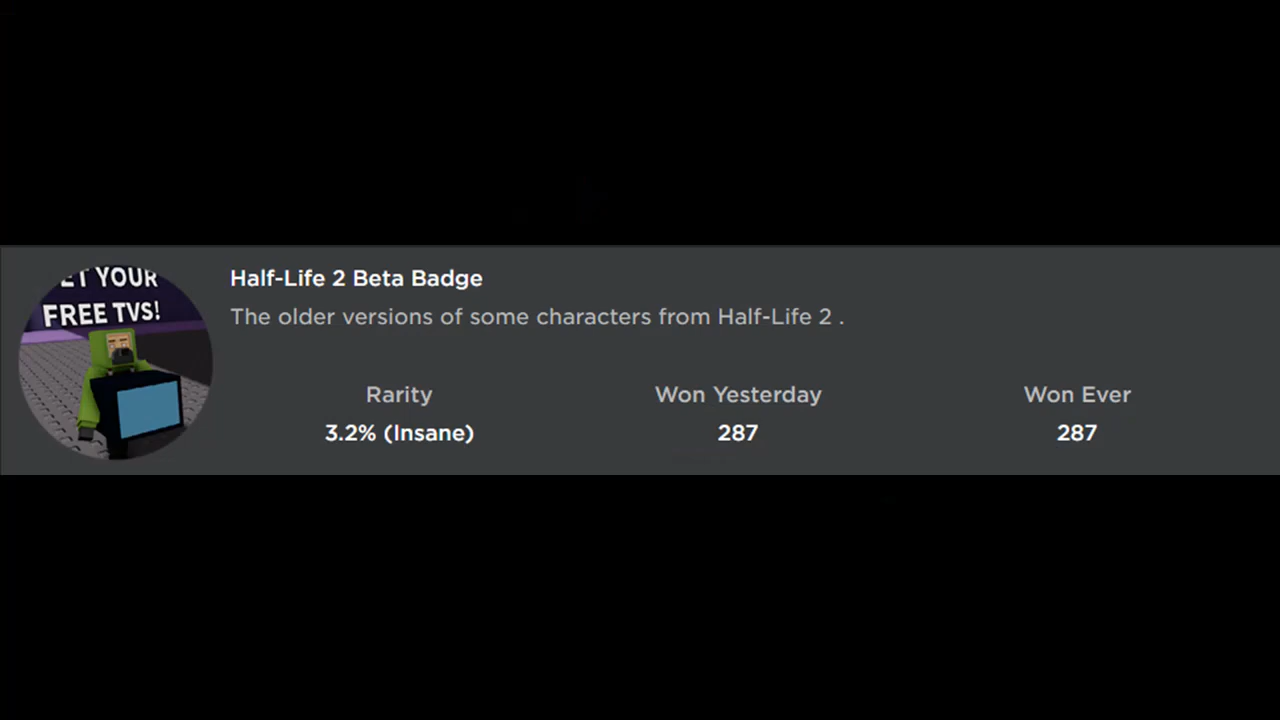 ET YOUR
FREE TVS!
Half-Life 2 Beta Badge
The older versions of some characters from Half-Life 2 .
Rarity
Won Yesterday
Won Ever
3.2% (Insane)
287
287